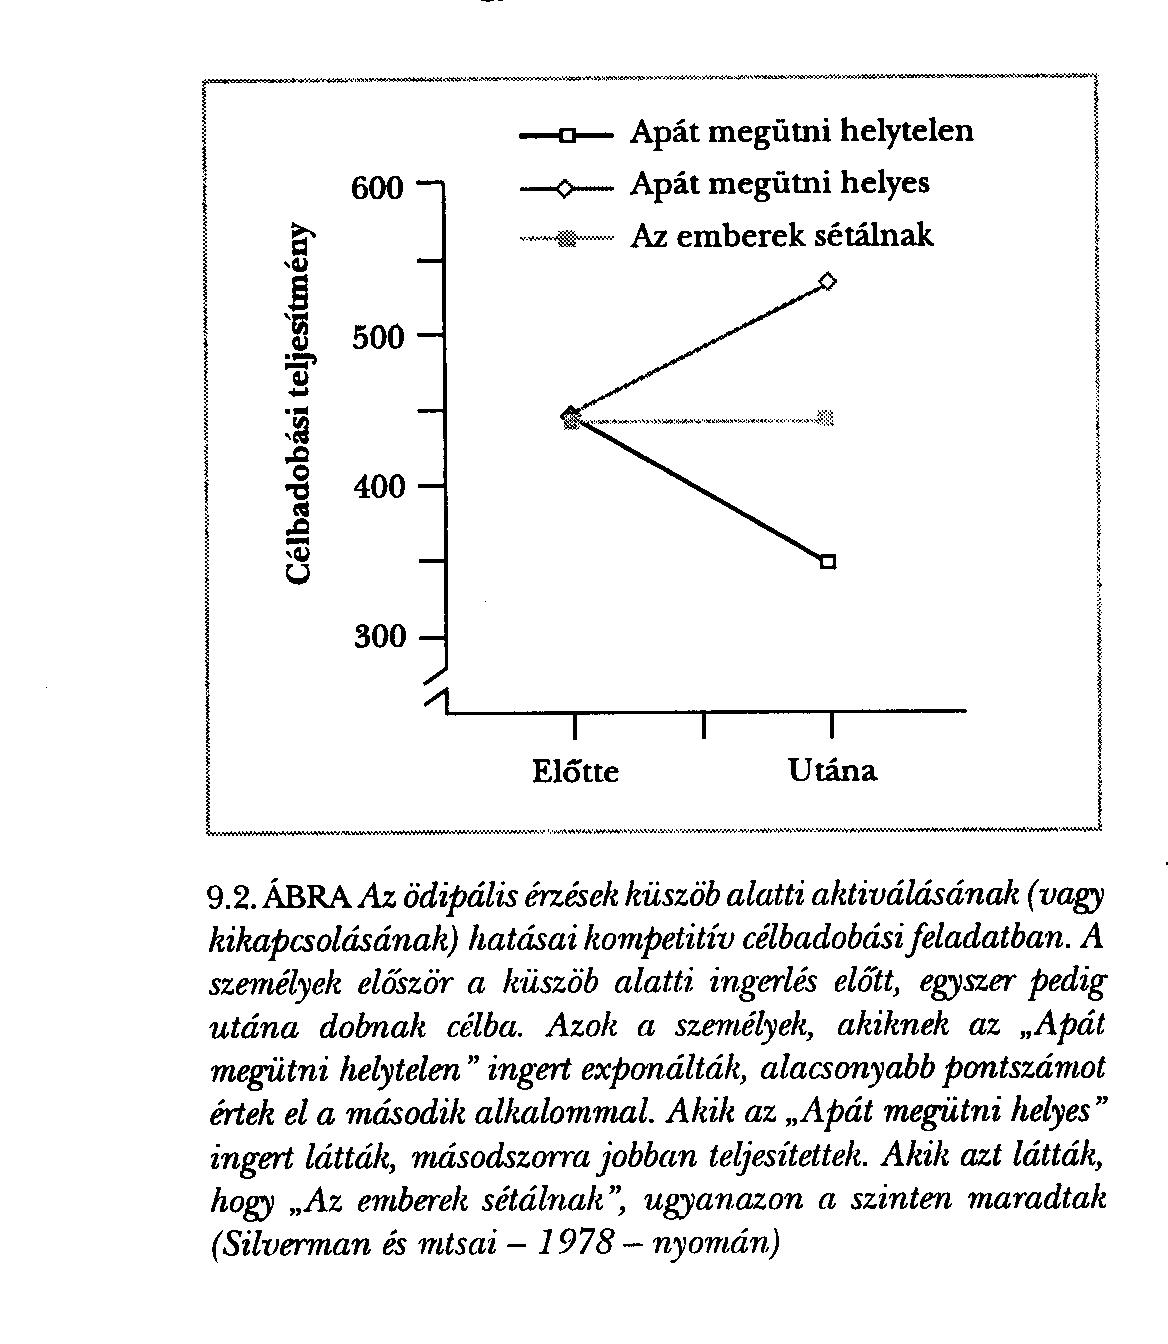 Apát megütni helytelen
Apát megütni helyes
Az emberek sétálnak
600
500
400
300
Célbadobási teljesítmény
Előtte
Utána
9.2. ÁBRA Az ödipális érzések küszöb alatti aktiválásának (vagy
kikapcsolásának) hatásai kompetitív célbadobási feladatban. A
személyek először a küszöb alatti ingerlés előtt, egyszer pedig
utána dobnak célba. Azok a személyek, akiknek az „Apát
megütni helytelen” ingert exponálták, alacsonyabb pontszámot
értek el a második alkalommal. Akik az „Apát megütni helyes”
ingert látták, másodszorra jobban teljesítettek. Akik azt látták,
hogy „Az emberek sétálnak”, ugyanazon a szinten maradtak
(Silverman és mtsai – 1978 – nyomán)